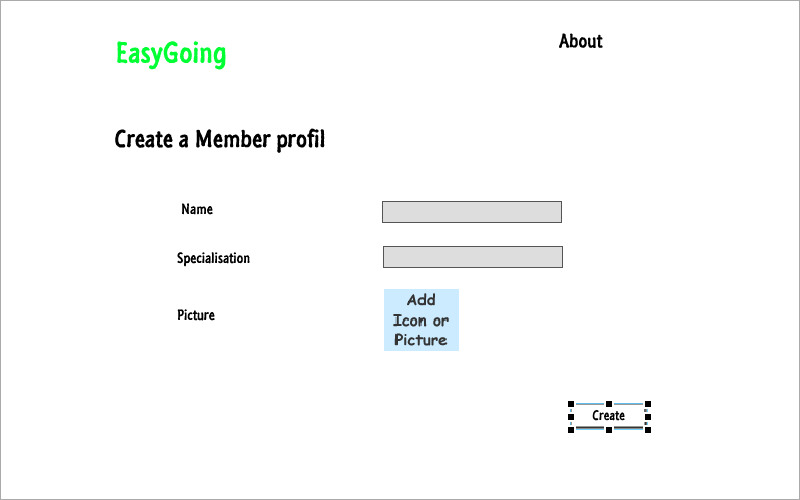 EasyGoing
About
Create a Member profil
Name
Specialisation
Picture
Add
Icon or
Picture
Create